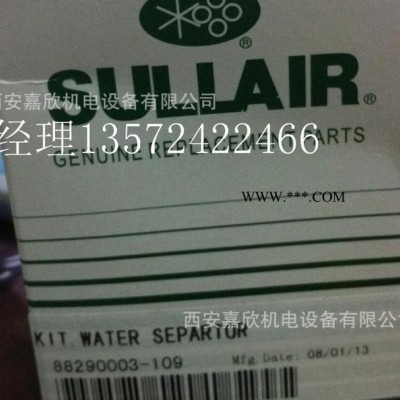 ®
SULLAIR®
西安嘉欣机电设备有限公司
经理13572422466
GENUINE REPLACEMENT PARTS
WWW.***.COM
西安嘉欣机电设备有限公司
KIT WATER SEPARTOR
88290003-109 Mfg.Date: 08/01/13